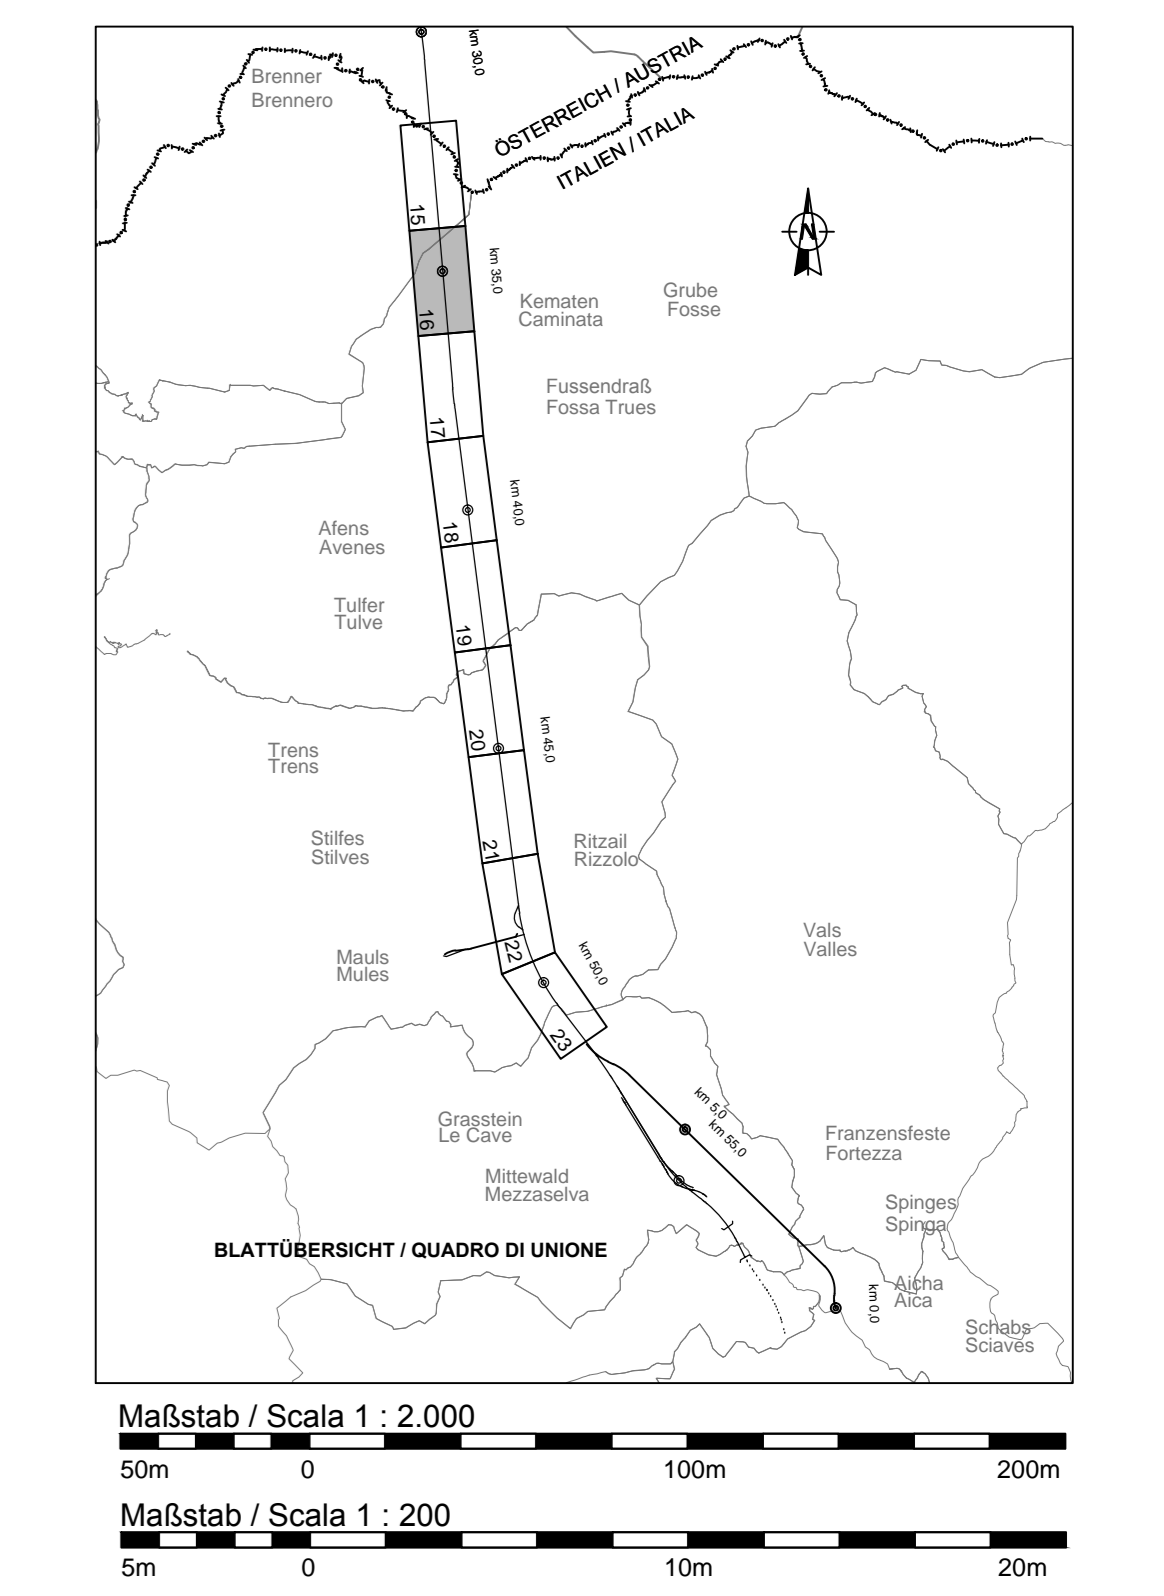 km 30,0
Brenner
Brennero
ÖSTERREICH / AUSTRIA
ITALIEN / ITALIA
N
15
km 35,0
16
Kematen
Caminata
Grube
Fosse
Fussendraß
Fossa Trues
17
km 40,0
18
Afens
Avenes
Tulfer
Tulve
19
km 45,0
20
Trens
Trens
Stilfes
Stilves
21
Ritzail
Rizzolo
Vals
Valles
22
km 50,0
Mauls
Mules
23
Grasstein
Le Cave
km 5,0
km 55,0
Franzensfeste
Fortezza
Mittewald
Mezzaselva
Spinges
Spinga
BLATTÜBERSICHT / QUADRO DI UNIONE
km 0,0
Aicha
Aica
Schabs
Sciaves
Maßstab / Scala 1 : 2.000
50m 0 100m 200m
Maßstab / Scala 1 : 200
5m 0 10m 20m